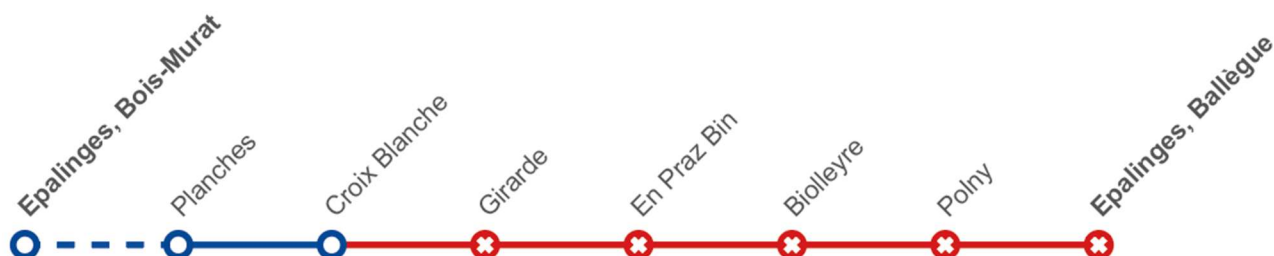 Epalinges, Bois-Murat
Planches
Croix Blanche
Girarde
En Praz Bin
Biolleyre
Polny
Epalinges, Ballègue